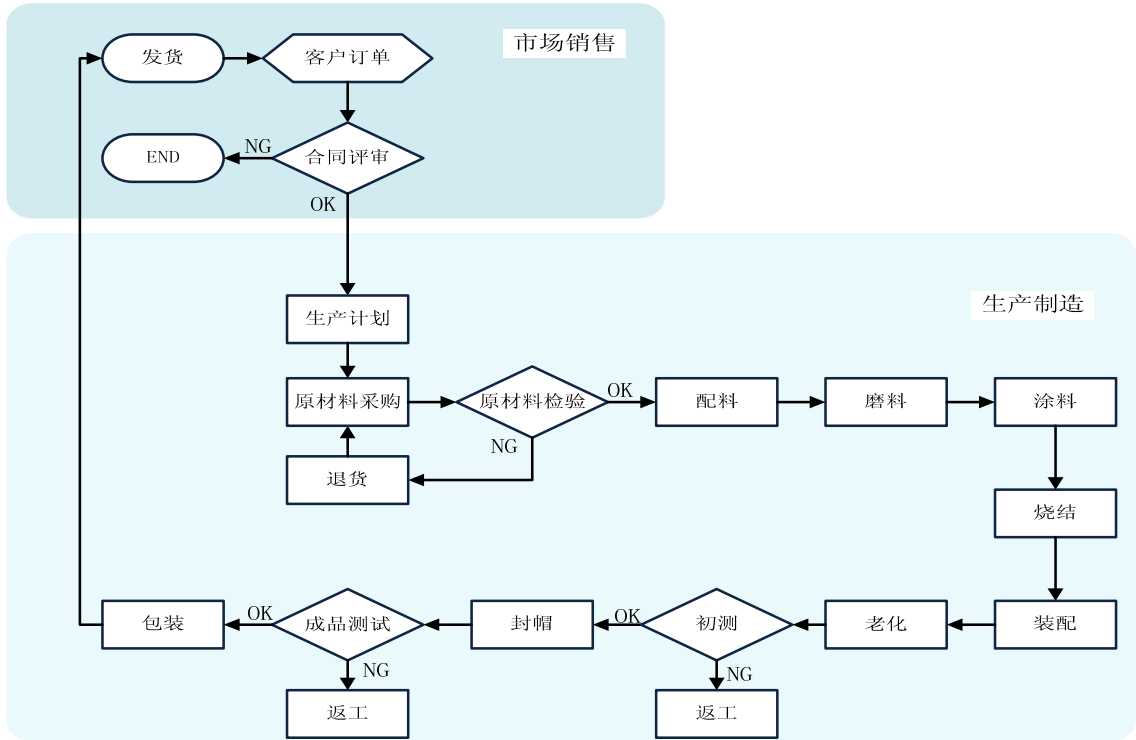 市场销售
发货
客户订单
END
NG
合同评审
OK
生产制造
生产计划
原材料采购
原材料检验
OK
配料
磨料
涂料
NG
退货
烧结
包装
OK
成品测试
封帽
OK
初测
老化
装配
NG
NG
返工
返工